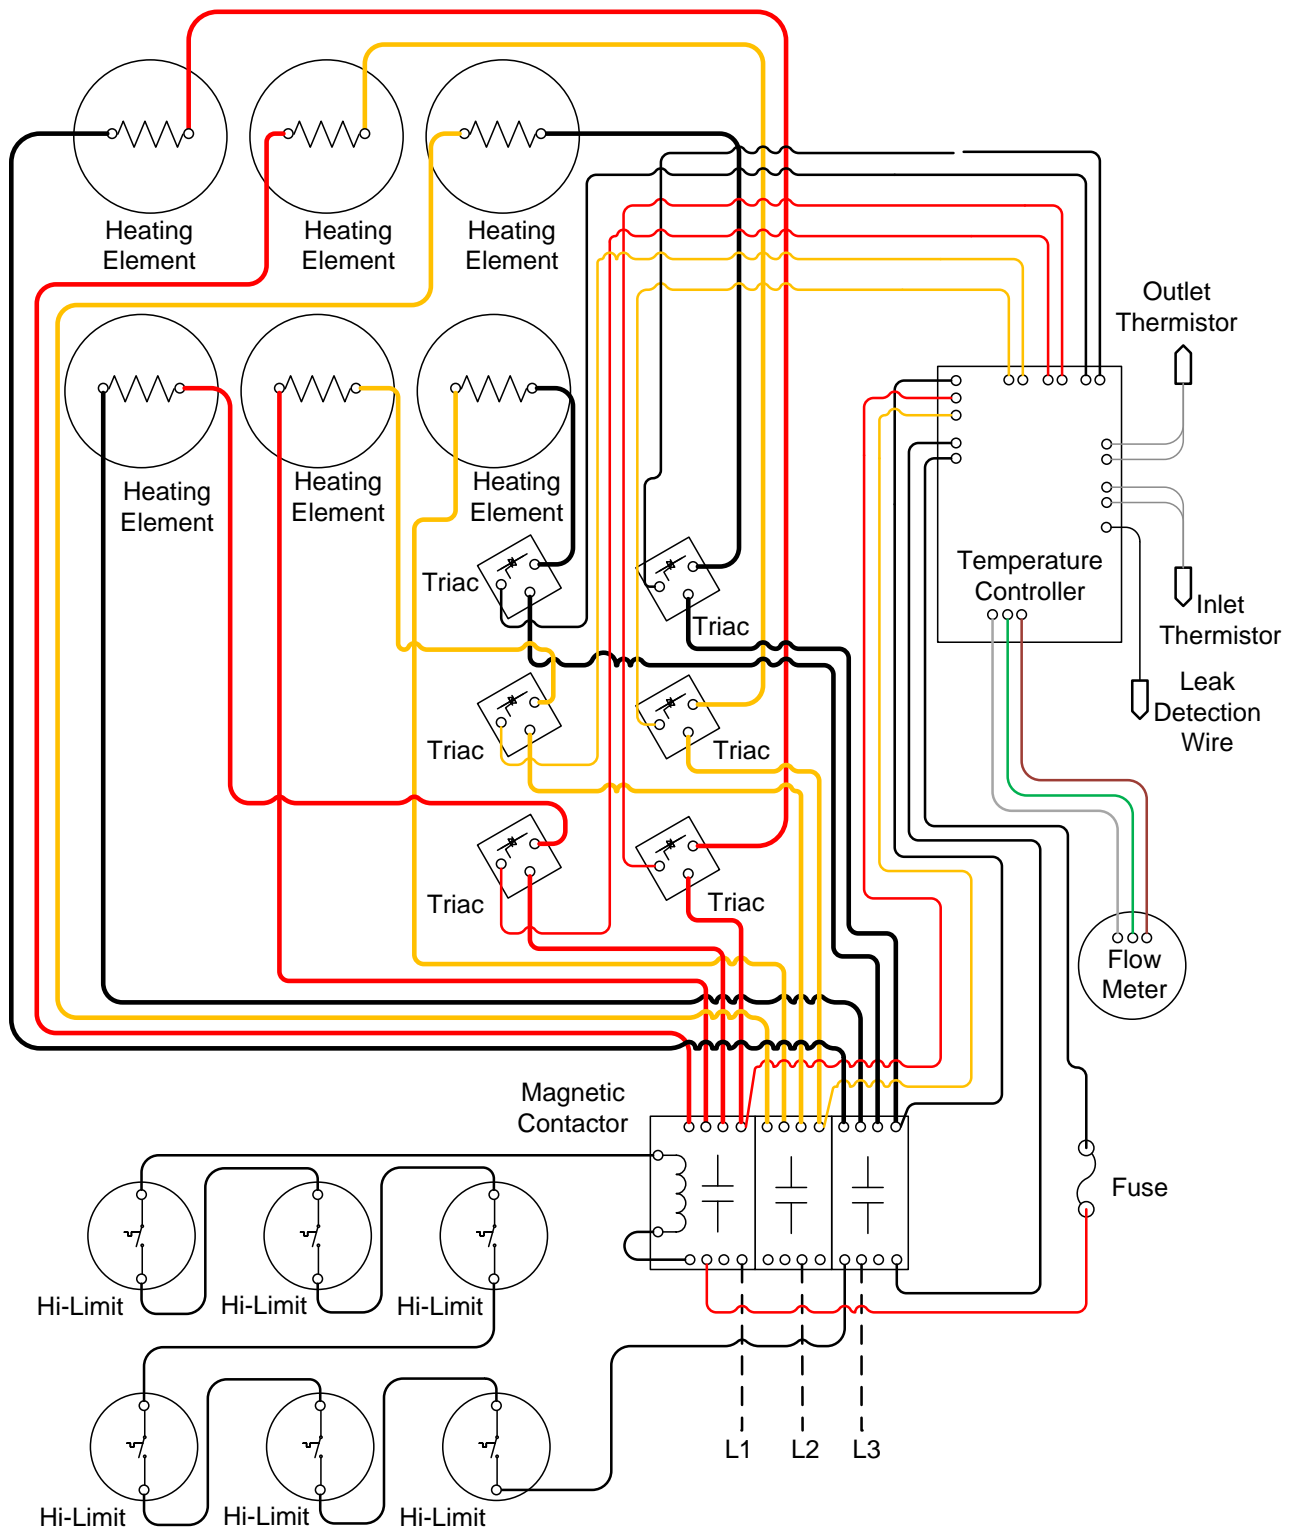 Heating
Element
Heating
Element
Heating
Element
Outlet
Thermistor
Heating
Element
Heating
Element
Heating
Element
Temperature
Controller
Triac
Triac
Inlet
Thermistor
Leak
Detection
Wire
Triac
Triac
Triac
Triac
Flow
Meter
Magnetic
Contactor
Fuse
Hi-Limit
Hi-Limit
Hi-Limit
L1
L2
L3
Hi-Limit
Hi-Limit
Hi-Limit